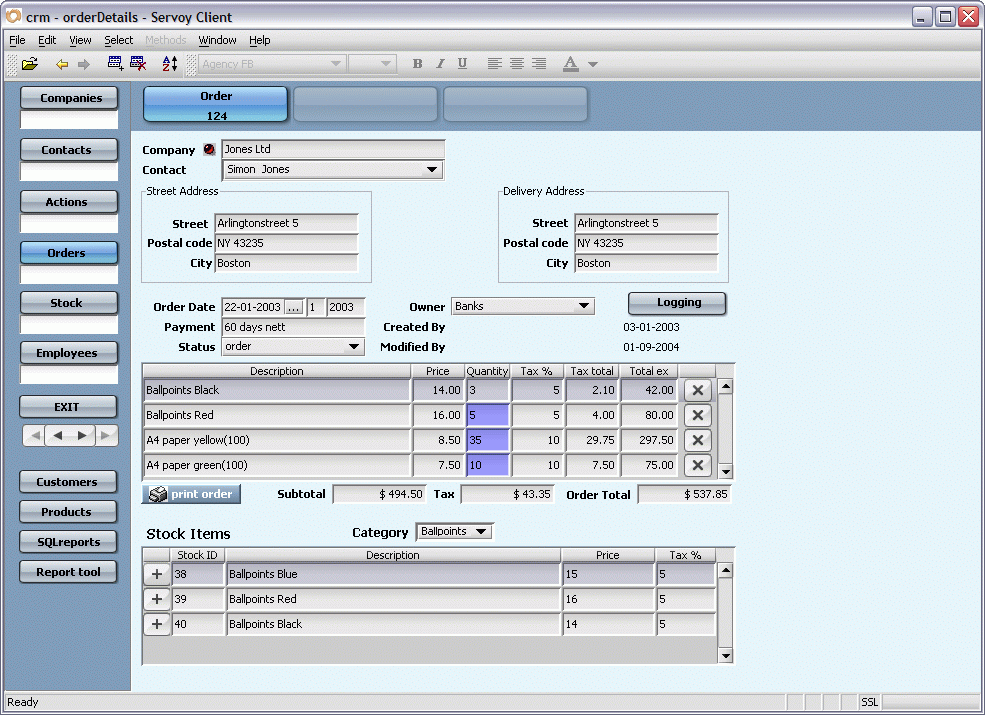 crm - orderDetails - Servoy Client
File Edit View Select Methods Window Help
Agency FB B I U A
Companies
Contacts
Actions
Orders
Stock
Employees
EXIT
Customers
Products
SQLreports
Report tool
Order
124
Company Jones Ltd
Contact Simon Jones
Street Address
Street Arlingtonstreet 5
Postal code NY 43235
City Boston
Delivery Address
Street Arlingtonstreet 5
Postal code NY 43235
City Boston
Order Date 22-01-2003 ... 1 2003 Owner Banks Logging
Payment 60 days nett Created By 03-01-2003
Status order Modified By 01-09-2004
Description Price Quantity Tax % Tax total Total ex
Ballpoints Black 14.00 3 5 2.10 42.00 X
Ballpoints Red 16.00 5 5 4.00 80.00 X
A4 paper yellow(100) 8.50 35 10 29.75 297.50 X
A4 paper green(100) 7.50 10 10 7.50 75.00 X
print order Subtotal $ 494.50 Tax $ 43.35 Order Total $ 537.85
Stock Items Category Ballpoints
Stock ID Description Price Tax %
+ 38 Ballpoints Blue 15 5
+ 39 Ballpoints Red 16 5
+ 40 Ballpoints Black 14 5
Ready SSL